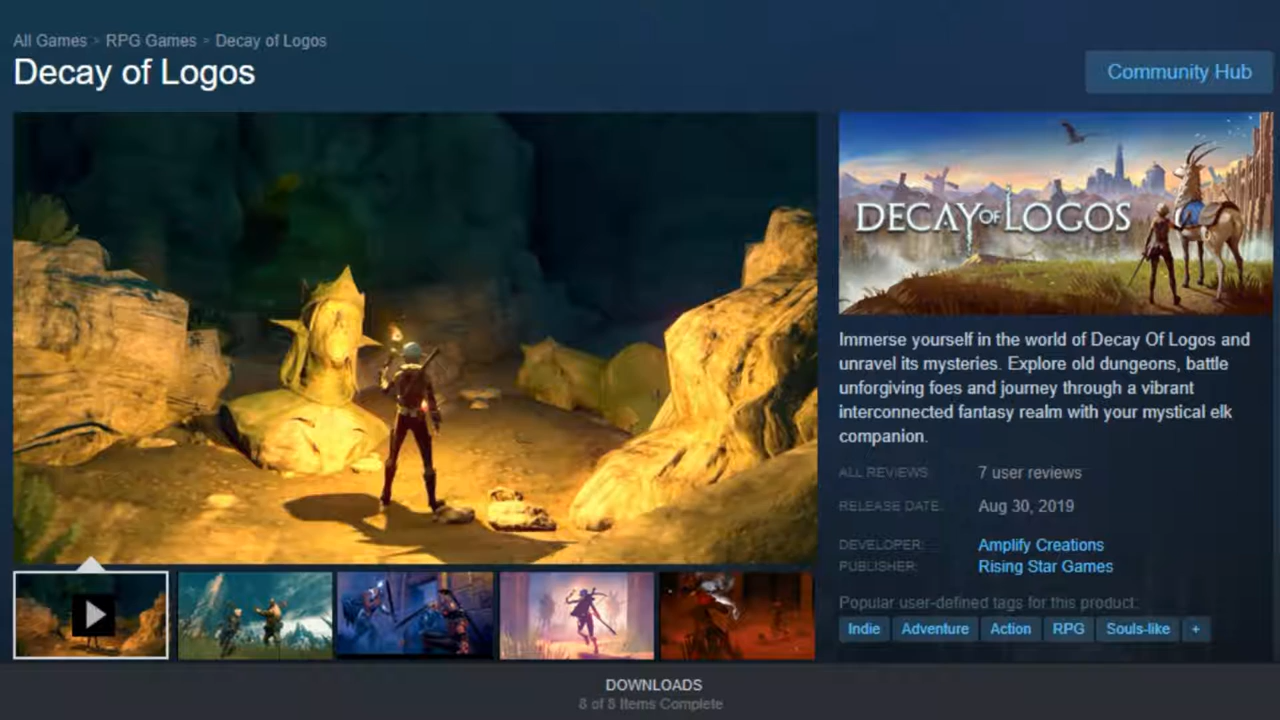 All Games > RPG Games > Decay of Logos
Decay of Logos
Community Hub
DECAY OF LOGOS
Immerse yourself in the world of Decay Of Logos and
unravel its mysteries. Explore old dungeons, battle
unforgiving foes and journey through a vibrant
interconnected fantasy realm with your mystical elk
companion.
ALL REVIEWS: 7 user reviews
RELEASE DATE: Aug 30, 2019
DEVELOPER: Amplify Creations
PUBLISHER: Rising Star Games
Popular user-defined tags for this product:
Indie Adventure Action RPG Souls-like +
DOWNLOADS
8 of 8 Items Complete